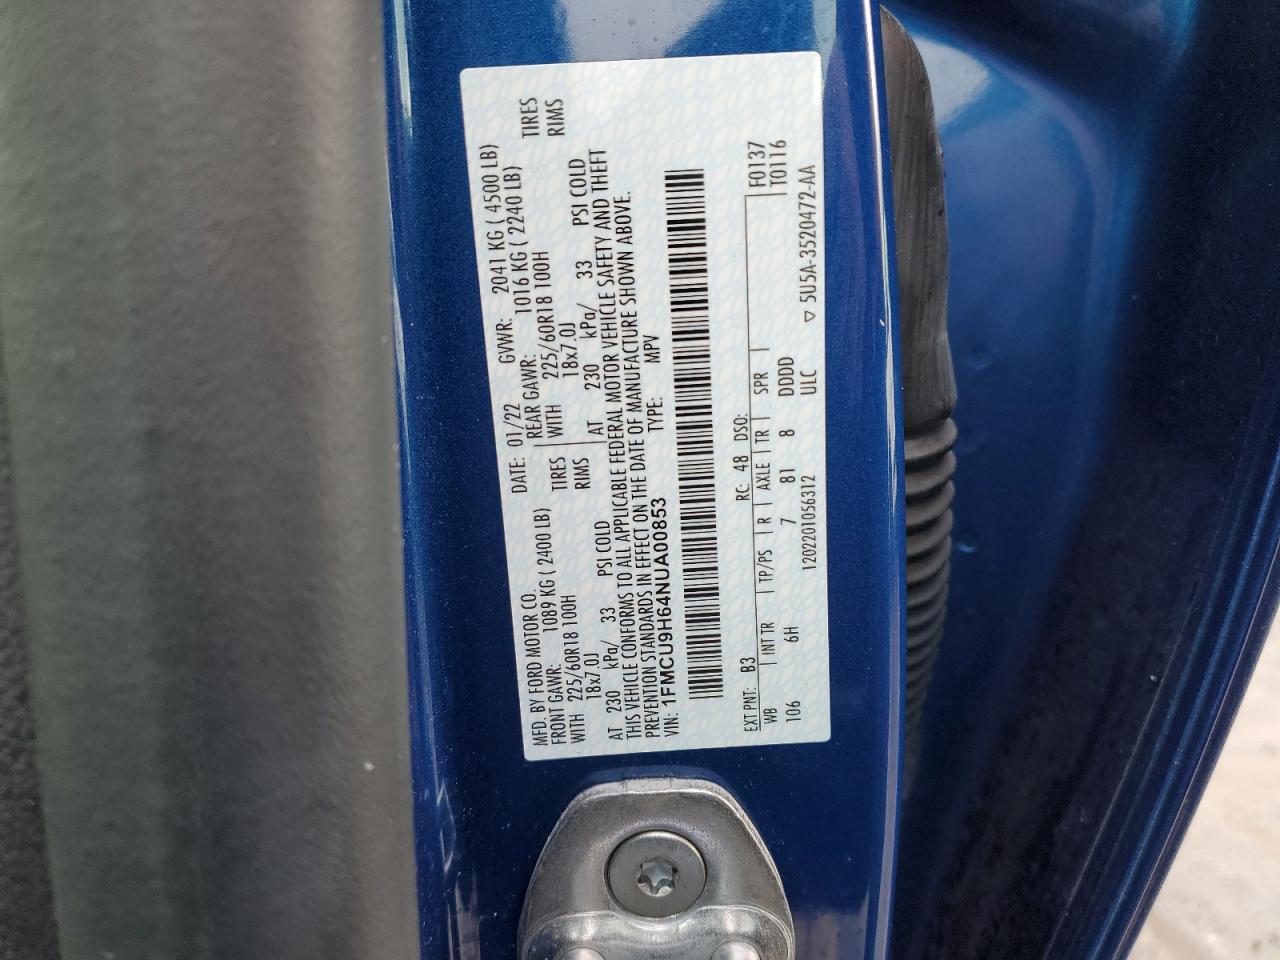 MFD. BY FORD MOTOR CO. DATE: 01/22 GVWR: 2041 KG ( 4500 LB)
FRONT GAWR: 1089 KG ( 2400 LB) REAR GAWR: 1016 KG ( 2240 LB)
WITH 225/60R18 100H TIRES WITH 225/60R18 100H TIRES
18x7.0J RIMS 18x7.0J RIMS
AT 230 kPa/ 33 PSI COLD AT 230 kPa/ 33 PSI COLD
THIS VEHICLE CONFORMS TO ALL APPLICABLE FEDERAL MOTOR VEHICLE SAFETY AND THEFT
PREVENTION STANDARDS IN EFFECT ON THE DATE OF MANUFACTURE SHOWN ABOVE.
VIN: 1FMCU9H64NUA00853 TYPE: MPV
EXT PNT: B3 RC: 48 DSO: F0137
WB INT TR TP/PS R AXLE TR SPR T0116
106 6H 7 81 8 DDDD
1202201056312 ULC ▽ 5U5A-3520472-AA